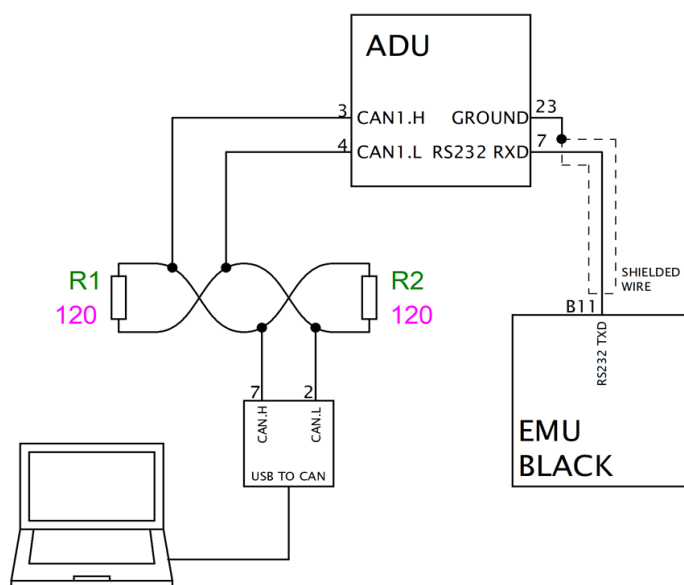 ADU
3 CAN1.H GROUND 23
4 CAN1.L RS232 RXD 7
R1 R2
120 120
SHIELDED
WIRE
B11
RS232 TXD
7 2
CAN.H CAN.L
USB TO CAN
EMU
BLACK